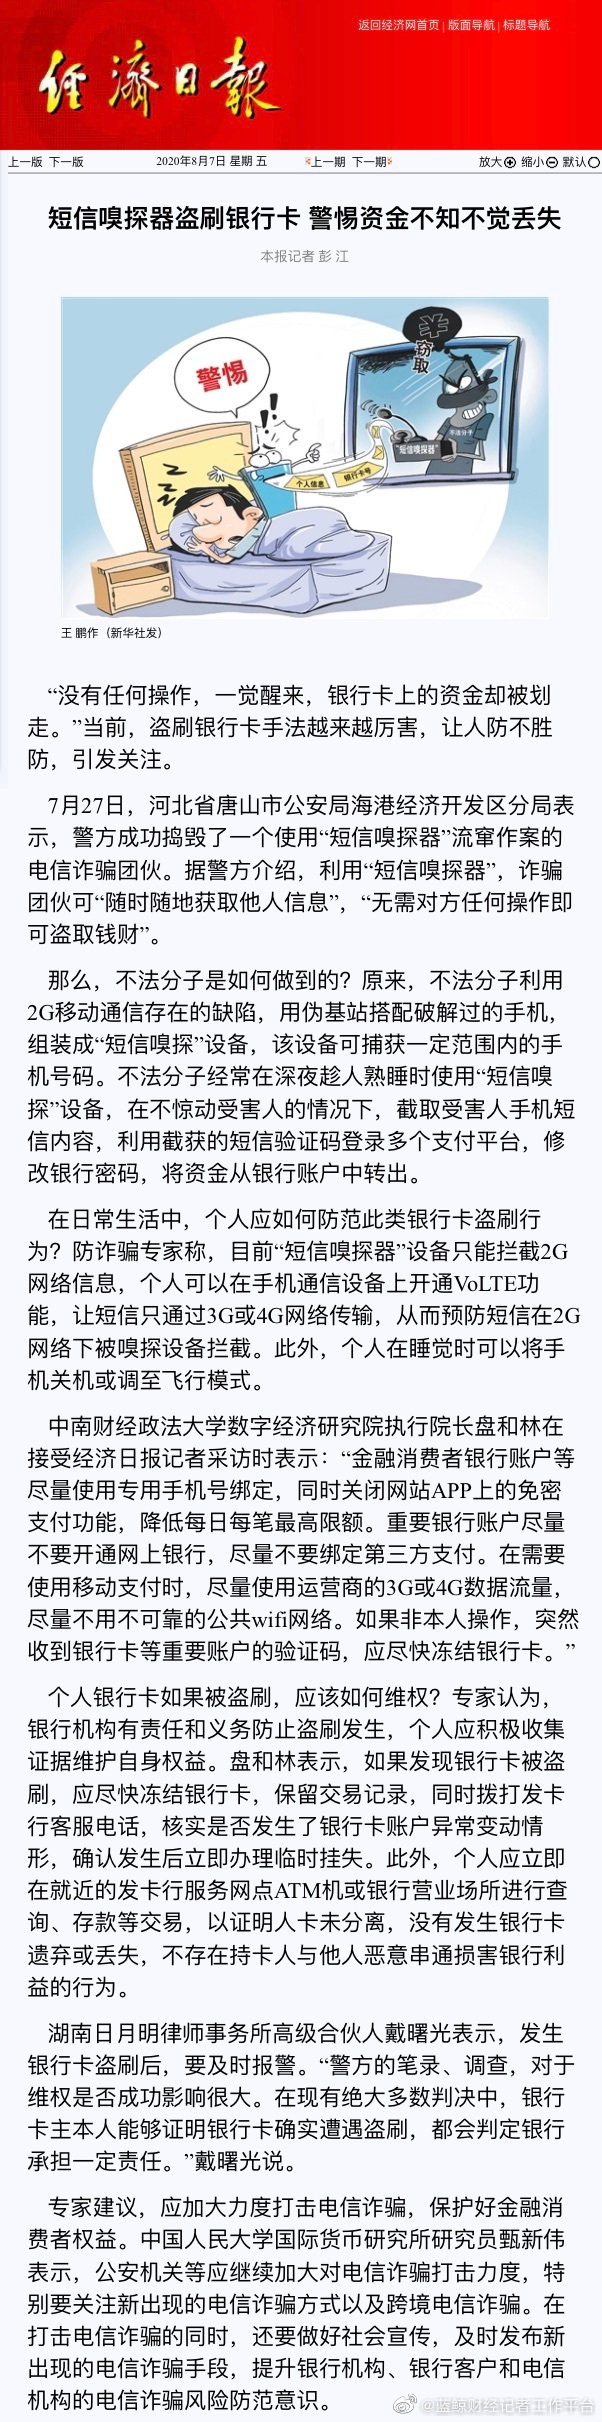 返回经济网首页 | 版面导航 | 标题导航
经济日报
上一版 下一版 2020年8月7日 星期 五 上一期 下一期 放大 缩小 默认
短信嗅探器盗刷银行卡 警惕资金不知不觉丢失
本报记者 彭 江
¥
窃取
警惕
!!
不法分子
“短信嗅探器”
个人信息
银行卡号
zzz
王 鹏作（新华社发）
“没有任何操作，一觉醒来，银行卡上的资金却被划
走。”当前，盗刷银行卡手法越来越厉害，让人防不胜
防，引发关注。
7月27日，河北省唐山市公安局海港经济开发区分局表
示，警方成功捣毁了一个使用“短信嗅探器”流窜作案的
电信诈骗团伙。据警方介绍，利用“短信嗅探器”，诈骗
团伙可“随时随地获取他人信息”，“无需对方任何操作即
可盗取钱财”。
那么，不法分子是如何做到的？原来，不法分子利用
2G移动通信存在的缺陷，用伪基站搭配破解过的手机，
组装成“短信嗅探”设备，该设备可捕获一定范围内的手
机号码。不法分子经常在深夜趁人熟睡时使用“短信嗅
探”设备，在不惊动受害人的情况下，截取受害人手机短
信内容，利用截获的短信验证码登录多个支付平台，修
改银行密码，将资金从银行账户中转出。
在日常生活中，个人应如何防范此类银行卡盗刷行
为？防诈骗专家称，目前“短信嗅探器”设备只能拦截2G
网络信息，个人可以在手机通信设备上开通VoLTE功
能，让短信只通过3G或4G网络传输，从而预防短信在2G
网络下被嗅探设备拦截。此外，个人在睡觉时可以将手
机关机或调至飞行模式。
中南财经政法大学数字经济研究院执行院长盘和林在
接受经济日报记者采访时表示：“金融消费者银行账户等
尽量使用专用手机号绑定，同时关闭网站APP上的免密
支付功能，降低每日每笔最高限额。重要银行账户尽量
不要开通网上银行，尽量不要绑定第三方支付。在需要
使用移动支付时，尽量使用运营商的3G或4G数据流量，
尽量不用不可靠的公共wifi网络。如果非本人操作，突然
收到银行卡等重要账户的验证码，应尽快冻结银行卡。”
个人银行卡如果被盗刷，应该如何维权？专家认为，
银行机构有责任和义务防止盗刷发生，个人应积极收集
证据维护自身权益。盘和林表示，如果发现银行卡被盗
刷，应尽快冻结银行卡，保留交易记录，同时拨打发卡
行客服电话，核实是否发生了银行卡账户异常变动情
形，确认发生后立即办理临时挂失。此外，个人应立即
在就近的发卡行服务网点ATM机或银行营业场所进行查
询、存款等交易，以证明人卡未分离，没有发生银行卡
遗弃或丢失，不存在持卡人与他人恶意串通损害银行利
益的行为。
湖南日月明律师事务所高级合伙人戴曙光表示，发生
银行卡盗刷后，要及时报警。“警方的笔录、调查，对于
维权是否成功影响很大。在现有绝大多数判决中，银行
卡主本人能够证明银行卡确实遭遇盗刷，都会判定银行
承担一定责任。”戴曙光说。
专家建议，应加大力度打击电信诈骗，保护好金融消
费者权益。中国人民大学国际货币研究所研究员甄新伟
表示，公安机关等应继续加大对电信诈骗打击力度，特
别要关注新出现的电信诈骗方式以及跨境电信诈骗。在
打击电信诈骗的同时，还要做好社会宣传，及时发布新
出现的电信诈骗手段，提升银行机构、银行客户和电信
机构的电信诈骗风险防范意识。
@蓝鲸财经记者工作平台